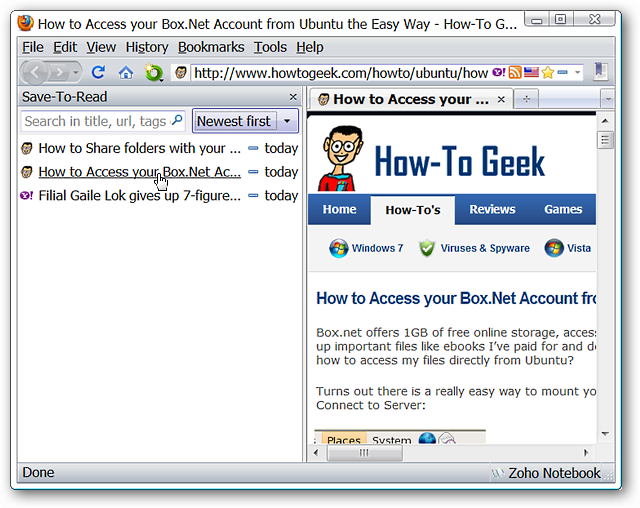 How to Access your Box.Net Account from Ubuntu the Easy Way - How-To G...
File Edit View History Bookmarks Tools Help
http://www.howtogeek.com/howto/ubuntu/how
Save-To-Read
Search in title, url, tags
Newest first
How to Share folders with your ... today
How to Access your Box.Net Ac... today
Filial Gaile Lok gives up 7-figure... today
How to Access your ...
How-To Geek
Home How-To's Reviews Games
Windows 7 Viruses & Spyware Vista
How to Access your Box.Net Account fro
Box.net offers 1GB of free online storage, acces
up important files like ebooks I've paid for and do
how to access my files directly from Ubuntu?
Turns out there is a really easy way to mount yo
Connect to Server:
Places System
Done
Zoho Notebook